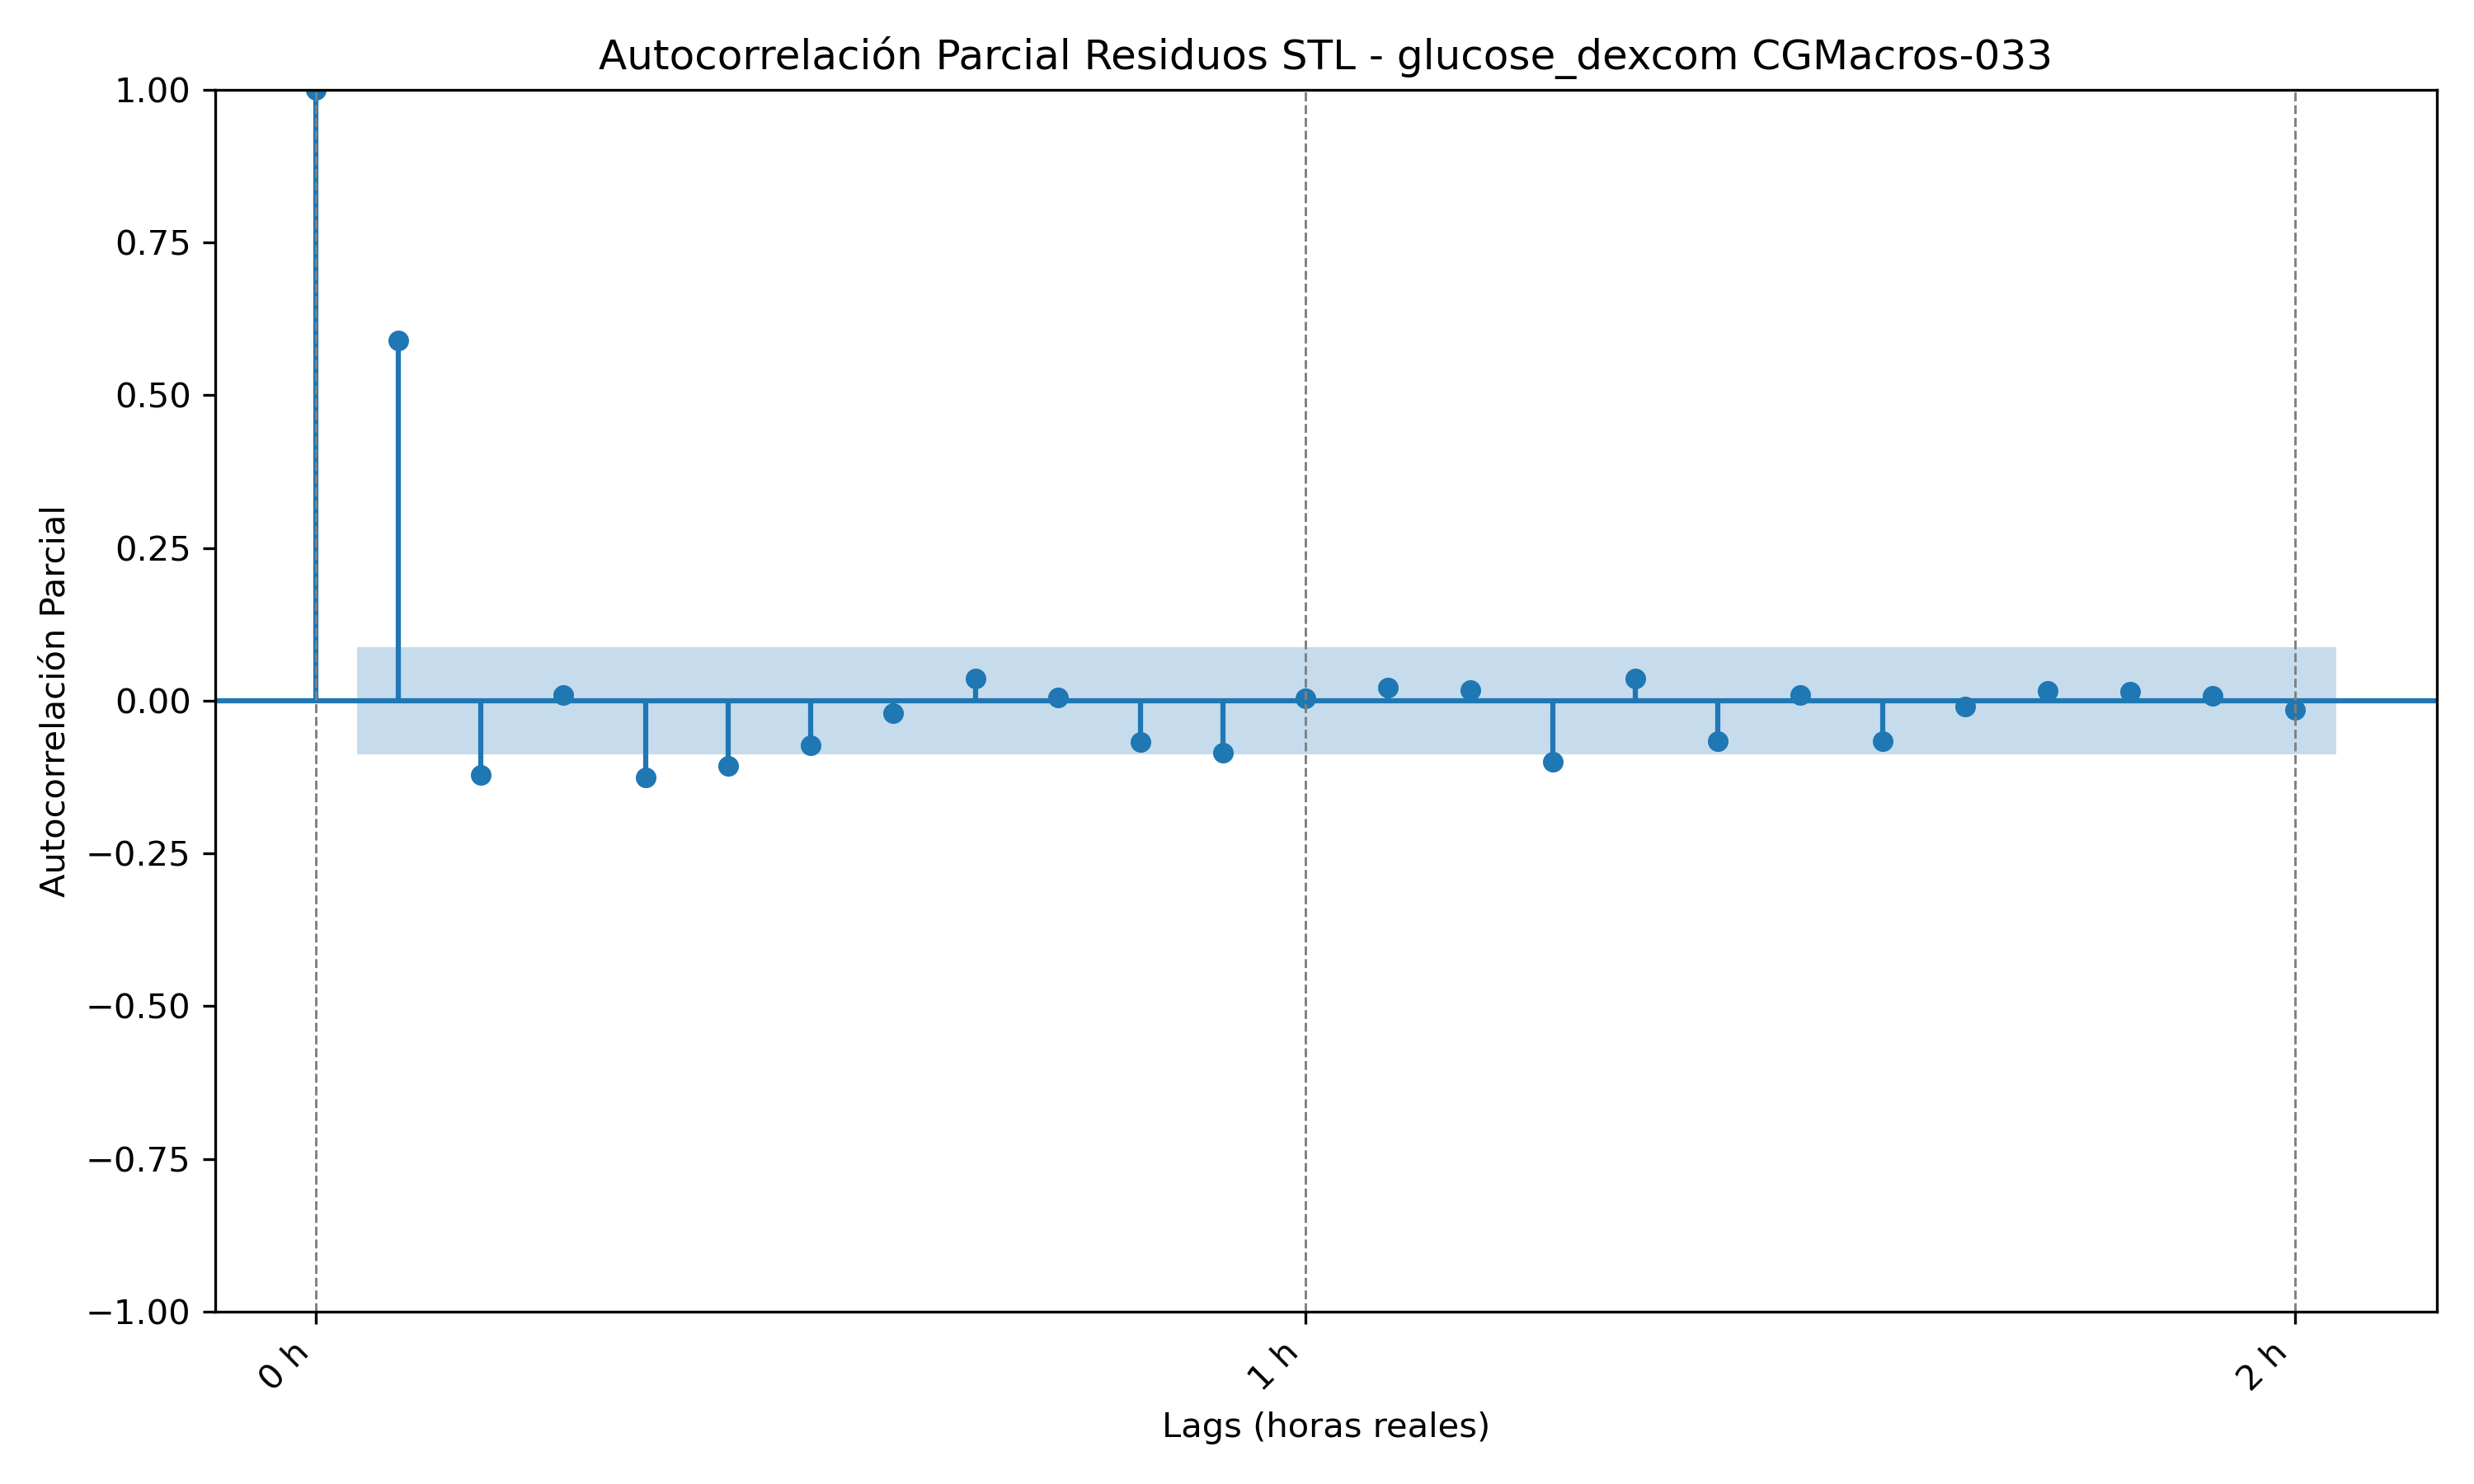 Autocorrelación Parcial Residuos STL - glucose_dexcom CGMacros-033
1.00
0.75
0.50
0.25
0.00
−0.25
−0.50
−0.75
−1.00
Autocorrelación Parcial
0 h
1 h
2 h
Lags (horas reales)